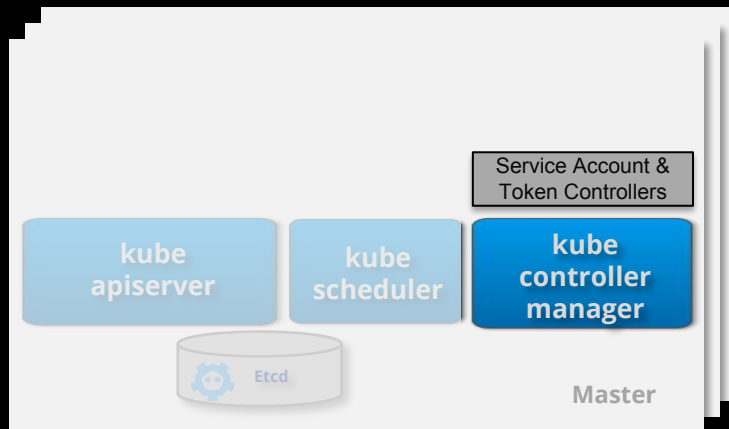 Service Account &
Token Controllers
kube
apiserver
kube
scheduler
kube
controller
manager
Etcd
Master